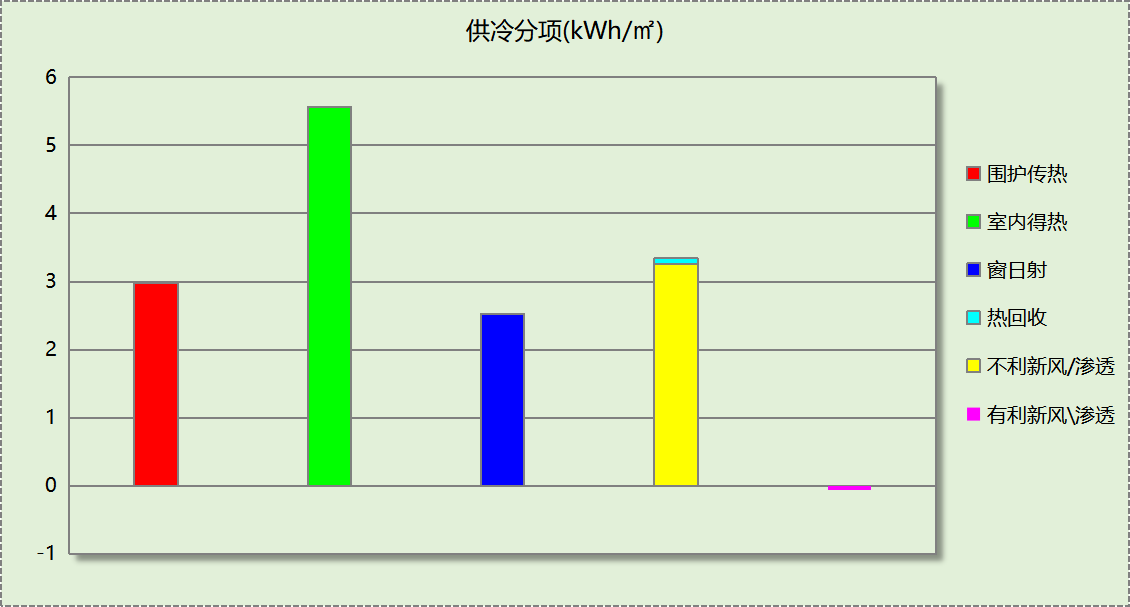 供冷分项(kWh/㎡)
6
5
4
3
2
1
0
-1
围护传热
室内得热
窗日射
热回收
不利新风/渗透
有利新风\渗透